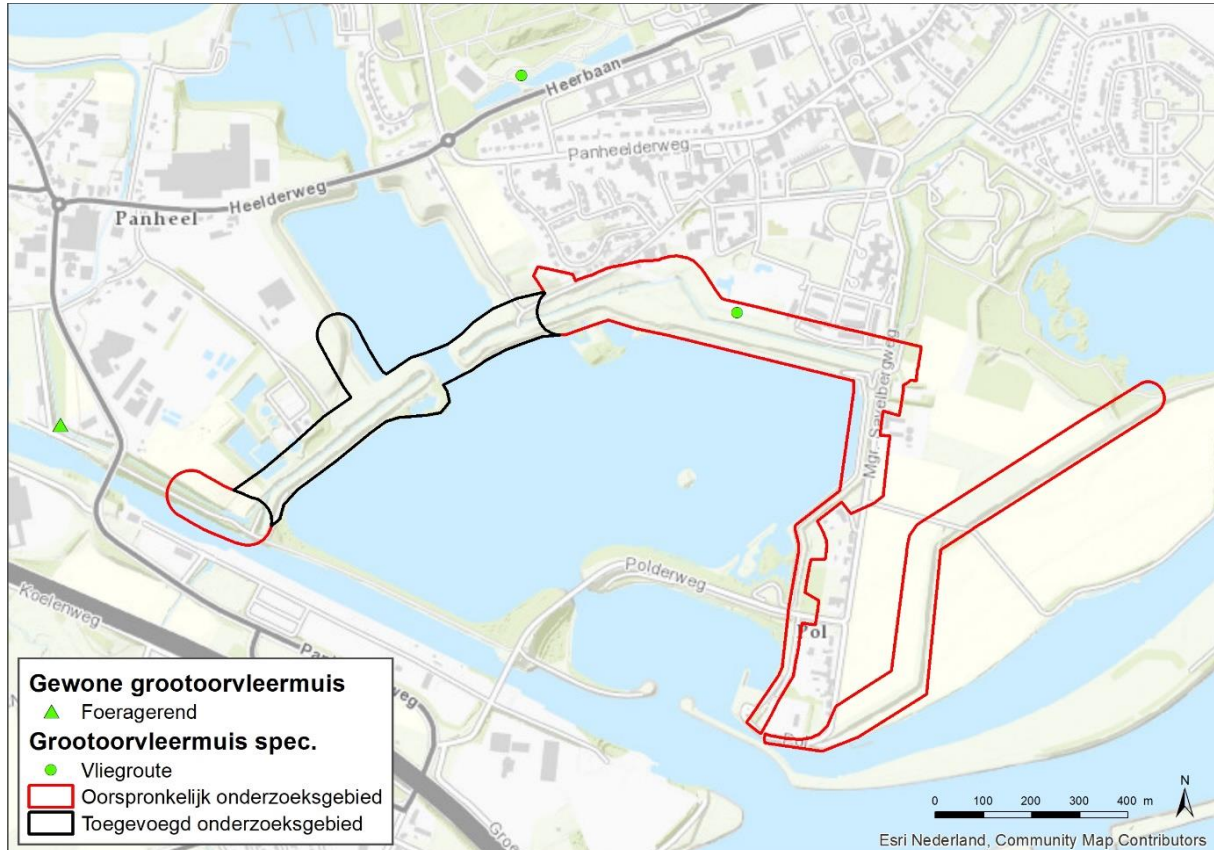 Heerbaan
Panheelderweg
Heelderweg
Panheel
Mgr. Savelbergweg
Polderweg
Pol
Koelenweg
Pol
Gewone grootoorvleermuis
Foeragerend
Grootoorvleermuis spec.
Vliegroute
Oorspronkelijk onderzoeksgebied
Toegevoegd onderzoeksgebied
N
0 100 200 300 400 m
Esri Nederland, Community Map Contributors